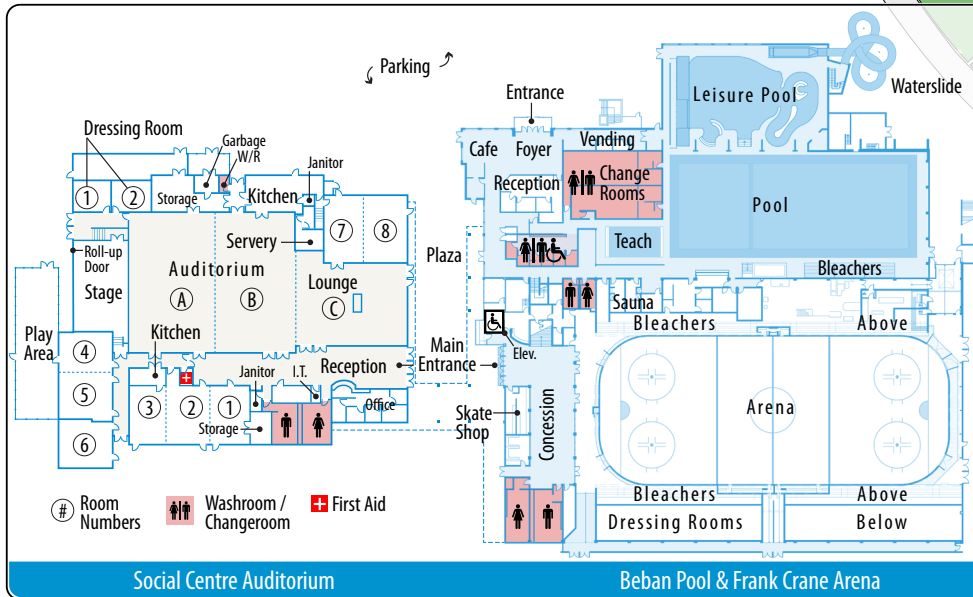 Parking
Dressing Room
Garbage
W/R
Janitor
1
2
Storage
Kitchen
7
8
Servery
Roll-up
Door
Stage
Auditorium
A
B
Lounge
C
Play
Area
Kitchen
4
5
6
3
2
1
Janitor
I.T.
Reception
Office
Storage
Plaza
Main
Entrance
Entrance
Cafe
Foyer
Vending
Reception
Change
Rooms
Leisure Pool
Waterslide
Pool
Teach
Bleachers
Sauna
Elev.
Bleachers
Above
Arena
Skate
Shop
Concession
Bleachers
Above
Dressing Rooms
Below
# Room
Numbers
Washroom /
Changeroom
First Aid
Social Centre Auditorium
Beban Pool & Frank Crane Arena